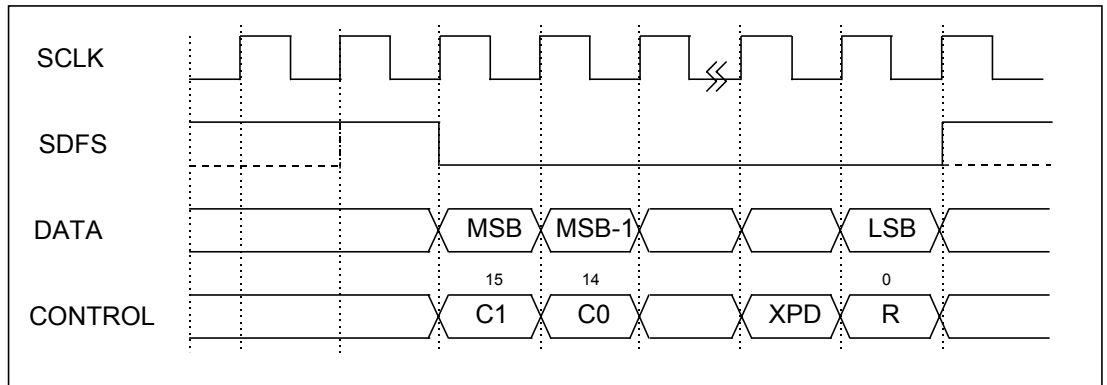 SCLK
SDFS
DATA MSB MSB-1 LSB
15 14 0
CONTROL C1 C0 XPD R